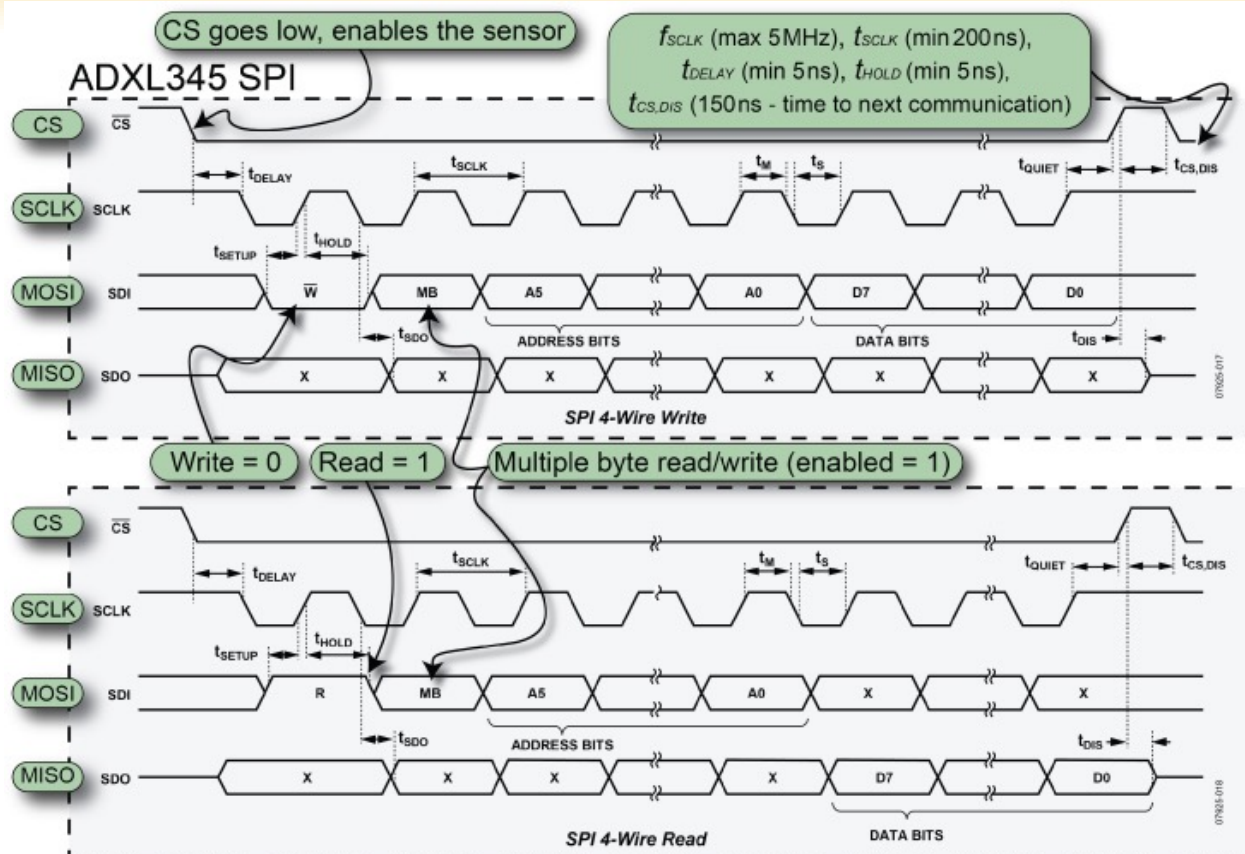 CS goes low, enables the sensor
fSCLK (max 5MHz), tSCLK (min 200ns),
tDELAY (min 5ns), tHOLD (min 5ns),
tCS,DIS (150ns - time to next communication)
ADXL345 SPI
CS CS
tDELAY tSCLK tM tS tQUIET tCS,DIS
SCLK SCLK
tSETUP tHOLD
MOSI SDI W MB A5 A0 D7 D0
tSDO ADDRESS BITS DATA BITS tDIS
MISO SDO X X X X X X
SPI 4-Wire Write
07925-017
Write = 0 Read = 1 Multiple byte read/write (enabled = 1)
CS CS
tDELAY tSCLK tM tS tQUIET tCS,DIS
SCLK SCLK
tSETUP tHOLD
MOSI SDI R MB A5 A0 X X
tSDO ADDRESS BITS tDIS
MISO SDO X X X X D7 D0
SPI 4-Wire Read DATA BITS
07925-018